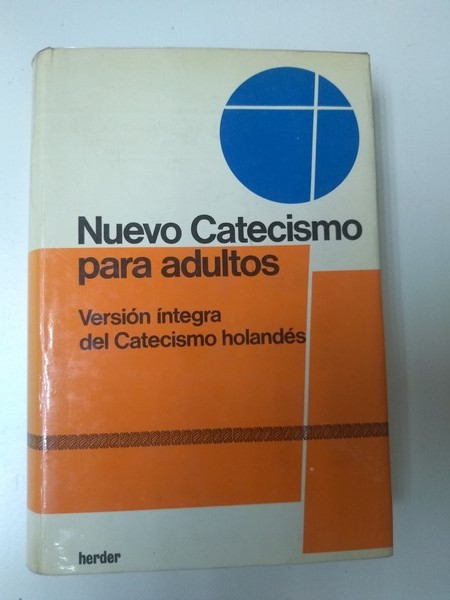 Nuevo Catecismo
para adultos
Versión íntegra
del Catecismo holandés
herder